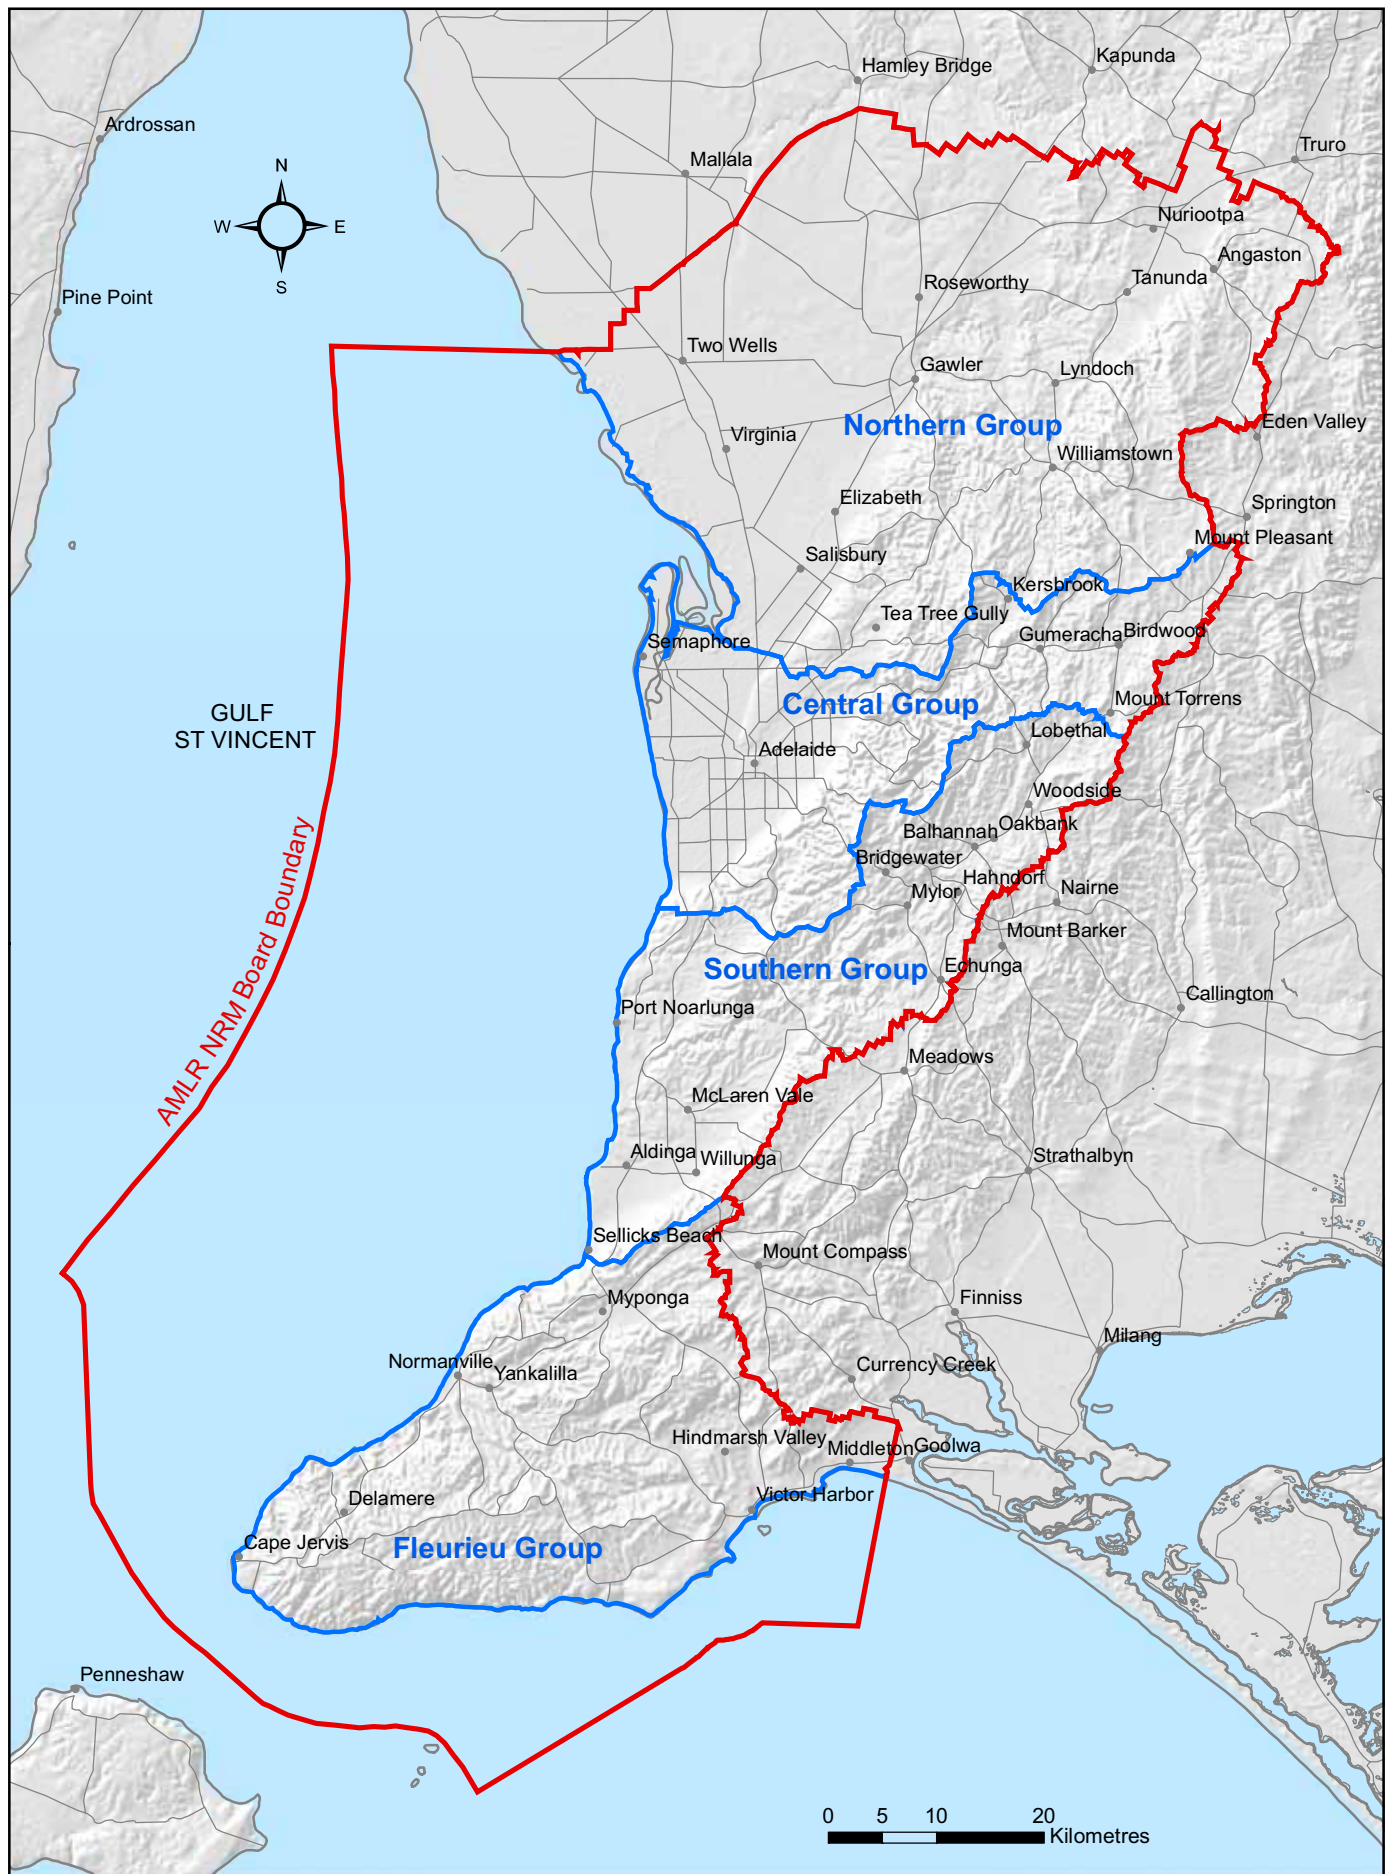 Kapunda
Hamley Bridge
Ardrossan
Truro
Mallala
N
W
E
S
Nuriootpa
Angaston
Tanunda
Roseworthy
Pine Point
Two Wells
Gawler
Lyndoch
Northern Group
Eden Valley
Virginia
Williamstown
Elizabeth
Springton
Mount Pleasant
Salisbury
Kersbrook
Tea Tree Gully
Gumeracha
Birdwood
Semaphore
Central Group
Mount Torrens
GULF
ST VINCENT
Lobethal
Adelaide
Woodside
Balhannah
Oakbank
Bridgewater
Hahndorf
Mylor
Nairne
AMLR NRM Board Boundary
Mount Barker
Southern Group
Echunga
Callington
Port Noarlunga
Meadows
McLaren Vale
Aldinga
Willunga
Strathalbyn
Sellicks Beach
Mount Compass
Myponga
Finniss
Milang
Normanville
Yankalilla
Currency Creek
Hindmarsh Valley
Middleton
Goolwa
Delamere
Victor Harbor
Cape Jervis
Fleurieu Group
Penneshaw
0 5 10 20
Kilometres